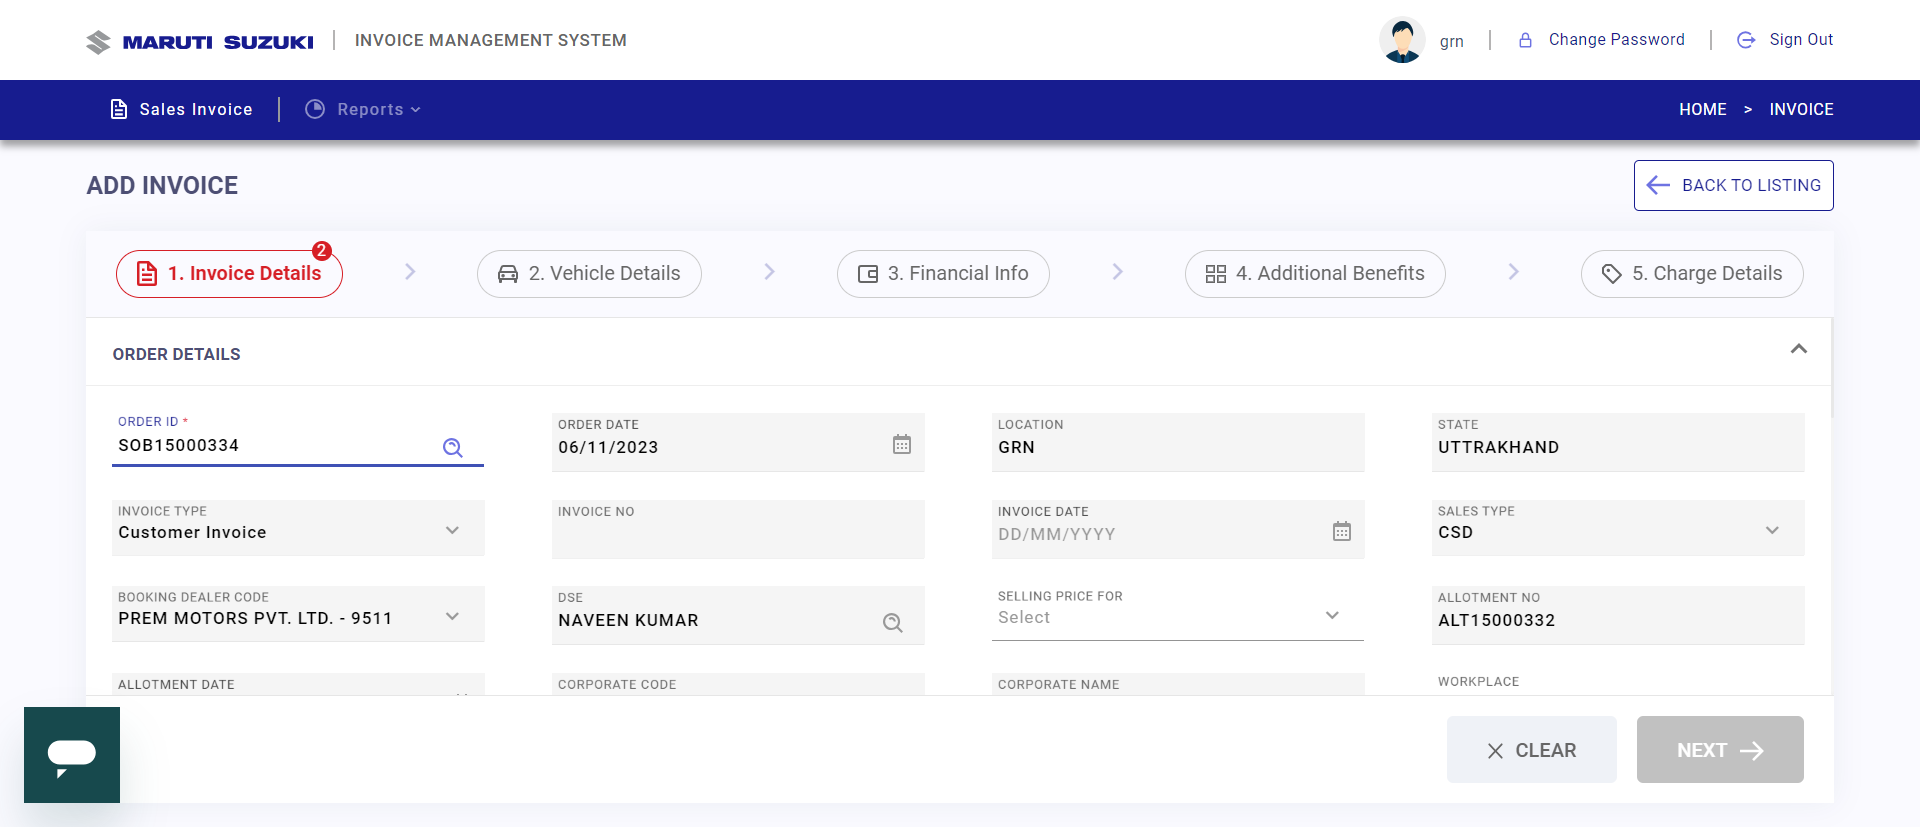 MARUTI SUZUKI
INVOICE MANAGEMENT SYSTEM
grn
Change Password
Sign Out
Sales Invoice
Reports
HOME > INVOICE
ADD INVOICE
BACK TO LISTING
1. Invoice Details
2
2. Vehicle Details
3. Financial Info
4. Additional Benefits
5. Charge Details
ORDER DETAILS
ORDER ID *
SOB15000334
ORDER DATE
06/11/2023
LOCATION
GRN
STATE
UTTRAKHAND
INVOICE TYPE
Customer Invoice
INVOICE NO
INVOICE DATE
DD/MM/YYYY
SALES TYPE
CSD
BOOKING DEALER CODE
PREM MOTORS PVT. LTD. - 9511
DSE
NAVEEN KUMAR
SELLING PRICE FOR
Select
ALLOTMENT NO
ALT15000332
ALLOTMENT DATE
CORPORATE CODE
CORPORATE NAME
WORKPLACE
CLEAR
NEXT